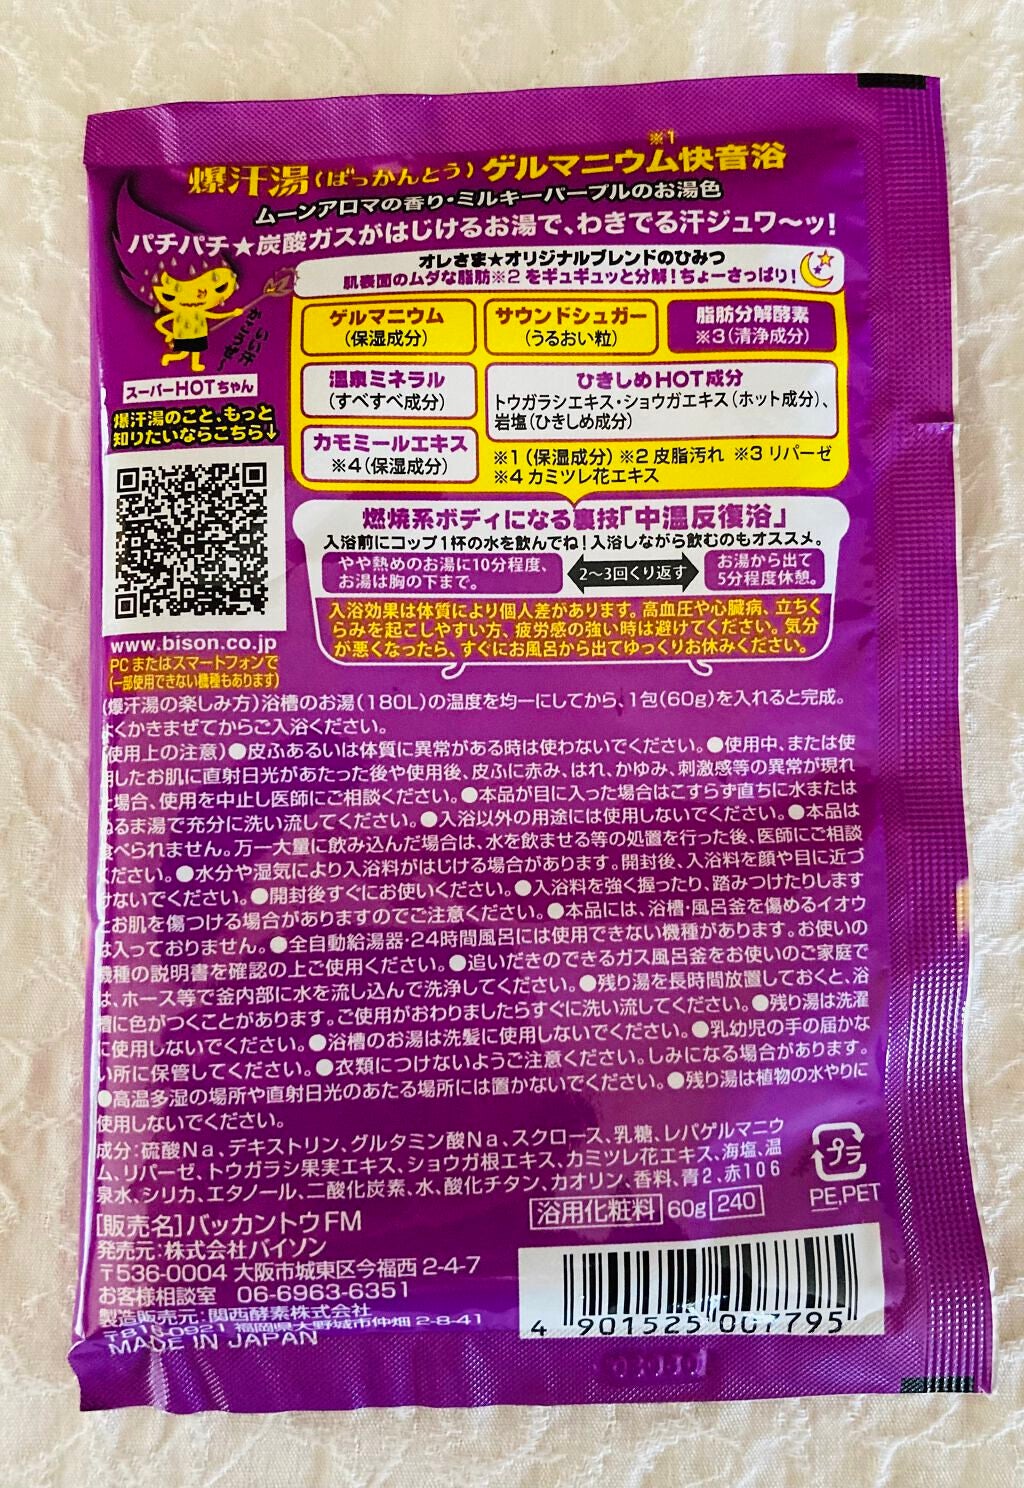 ※1
爆汗湯(ばっかんとう)ゲルマニウム快音浴
ムーンアロマの香り・ミルキーパープルのお湯色
パチパチ★炭酸ガスがはじけるお湯で、わきでる汗ジュワ〜ッ!
オレさま★オリジナルブレンドのひみつ
肌表面のムダな脂肪※2をギュギュッと分解!ちょーさっぱり!
ゲルマニウム
(保湿成分)
サウンドシュガー
(うるおい粒)
脂肪分解酵素
※3(清浄成分)
温泉ミネラル
(すべすべ成分)
ひきしめHOT成分
トウガラシエキス・ショウガエキス(ホット成分)、
岩塩(ひきしめ成分)
カモミールエキス
※4(保湿成分)
※1(保湿成分)※2 皮脂汚れ ※3 リパーゼ
※4 カミツレ花エキス
スーパーHOTちゃん
爆汗湯のこと、もっと
知りたいならこちら↓
www.bison.co.jp
PCまたはスマートフォンで
(一部使用できない機種もあります)
燃焼系ボディになる裏技「中温反復浴」
入浴前にコップ1杯の水を飲んでね!入浴しながら飲むのもオススメ。
やや熱めのお湯に10分程度、
お湯は胸の下まで。
2〜3回くり返す
お湯から出て
5分程度休憩。
入浴効果は体質により個人差があります。高血圧や心臓病、立ちく
らみを起こしやすい方、疲労感の強い時は避けてください。気分
が悪くなったら、すぐにお風呂から出てゆっくりお休みください。
(爆汗湯の楽しみ方)浴槽のお湯(180L)の温度を均一にしてから、1包(60g)を入れると完成。
よくかきまぜてからご入浴ください。
(使用上の注意)●皮ふあるいは体質に異常がある時は使わないでください。●使用中、または使
用したお肌に直射日光があたった後や使用後、皮ふに赤み、はれ、かゆみ、刺激感等の異常が現れ
た場合、使用を中止し医師にご相談ください。●本品が目に入った場合はこすらず直ちに水または
ぬるま湯で充分に洗い流してください。●入浴以外の用途には使用しないでください。●本品は
食べられません。万一大量に飲み込んだ場合は、水を飲ませる等の処置を行った後、医師にご相談
ください。●水分や湿気により入浴料がはじける場合があります。開封後、入浴料を顔や目に近づ
けないでください。●開封後すぐにお使いください。●入浴料を強く握ったり、踏みつけたりします
とお肌を傷つける場合がありますのでご注意ください。●本品には、浴槽・風呂釜を傷めるイオウ
は入っておりません。●全自動給湯器・24時間風呂には使用できない機種があります。お使いの
機種の説明書を確認の上ご使用ください。●追いだきのできるガス風呂釜をお使いのご家庭で
は、ホース等で釜内部に水を流し込んで洗浄してください。●残り湯を長時間放置しておくと、浴
槽に色がつくことがあります。ご使用がおわりましたらすぐに洗い流してください。●残り湯は洗濯
に使用しないでください。●浴槽のお湯は洗髪に使用しないでください。●乳幼児の手の届かな
い所に保管してください。●衣類につけないようご注意ください。しみになる場合があります。
●高温多湿の場所や直射日光のあたる場所には置かないでください。●残り湯は植物の水やりに
使用しないでください。
成分:硫酸Na、デキストリン、グルタミン酸Na、スクロース、乳糖、レパゲルマニウ
ム、リパーゼ、トウガラシ果実エキス、ショウガ根エキス、カミツレ花エキス、海塩、温
泉水、シリカ、エタノール、二酸化炭素、水、酸化チタン、カオリン、香料、青2、赤106
プラ
PE,PET
浴用化粧料 60g 240
[販売名]バッカントウFM
発売元:株式会社バイソン
〒536-0004 大阪市城東区今福西 2-4-7
お客様相談室 06-6963-6351
製造販売元:関西酵素株式会社
〒816-0921 福岡県大野城市仲畑 2-8-41
MADE IN JAPAN
4 901525 007795